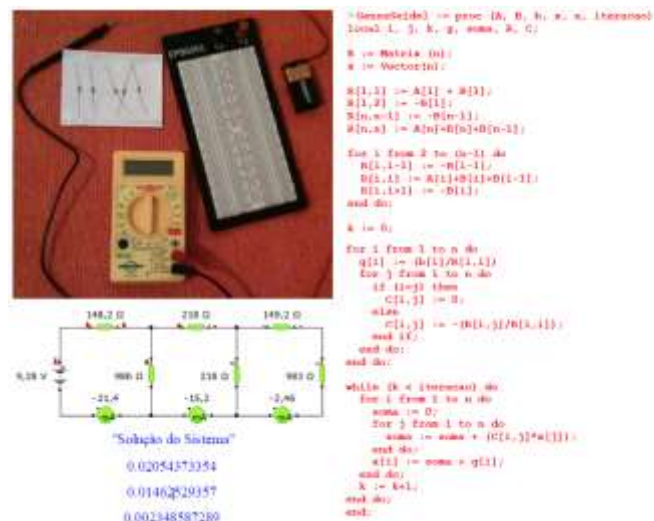 148,2 Ω 218 Ω 149,2 Ω
9,28 V
986 Ω
218 Ω
983 Ω
-21,4 -15,2 -2,46
"Solução do Sistema"
0.02054373354
0.01462529357
0.002348587289
>GaussSeidel := proc (A, B, b, x, n, iteracao)
local i, j, k, g, soma, R, C;
R := Matrix (n);
x := Vector(n);
R[1,1] := A[1] + B[1];
R[1,2] := -B[1];
R[n,n-1] := -B[n-1];
R[n,n] := A[n]+B[n]+B[n-1];
for i from 2 to (n-1) do
R[i,i-1] := -B[i-1];
R[i,i] := A[i]+B[i]+B[i-1];
R[i,i+1] := -B[i];
end do;
k := 0;
for i from 1 to n do
g[i] := (b[i]/R[i,i])
for j from 1 to n do
if (i=j) then
C[i,j] := 0;
else
C[i,j] := -(R[i,j]/R[i,i]);
end if;
end do;
end do;
while (k < iteracao) do
for i from 1 to n do
soma := 0;
for j from 1 to n do
soma := soma + (C[i,j]*x[j]);
end do;
x[i] := soma + g[i];
end do;
k := k+1;
end do;
end;